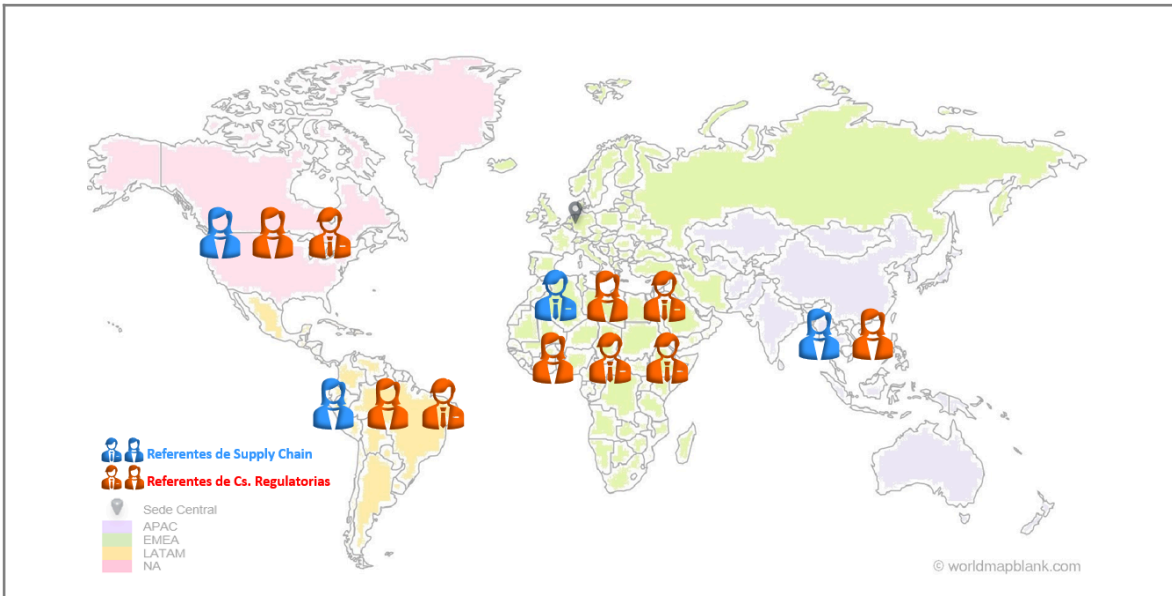 Referentes de Supply Chain
Referentes de Cs. Regulatorias
Sede Central
APAC
EMEA
LATAM
NA
© worldmapblank.com